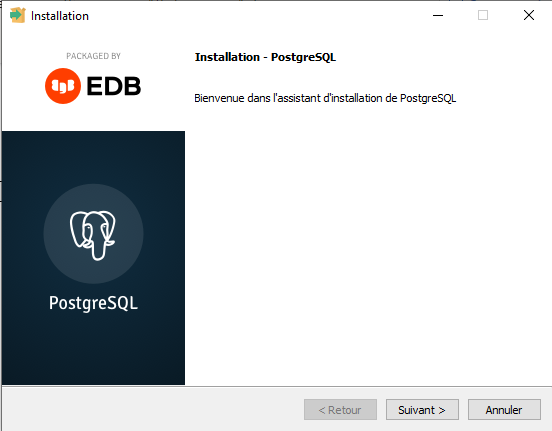 Installation
PACKAGED BY
EDB
Installation - PostgreSQL
Bienvenue dans l'assistant d'installation de PostgreSQL
PostgreSQL
< Retour
Suivant >
Annuler